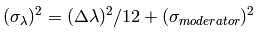 (σ_λ)² = (Δλ)²/12 + (σ_moderator)²